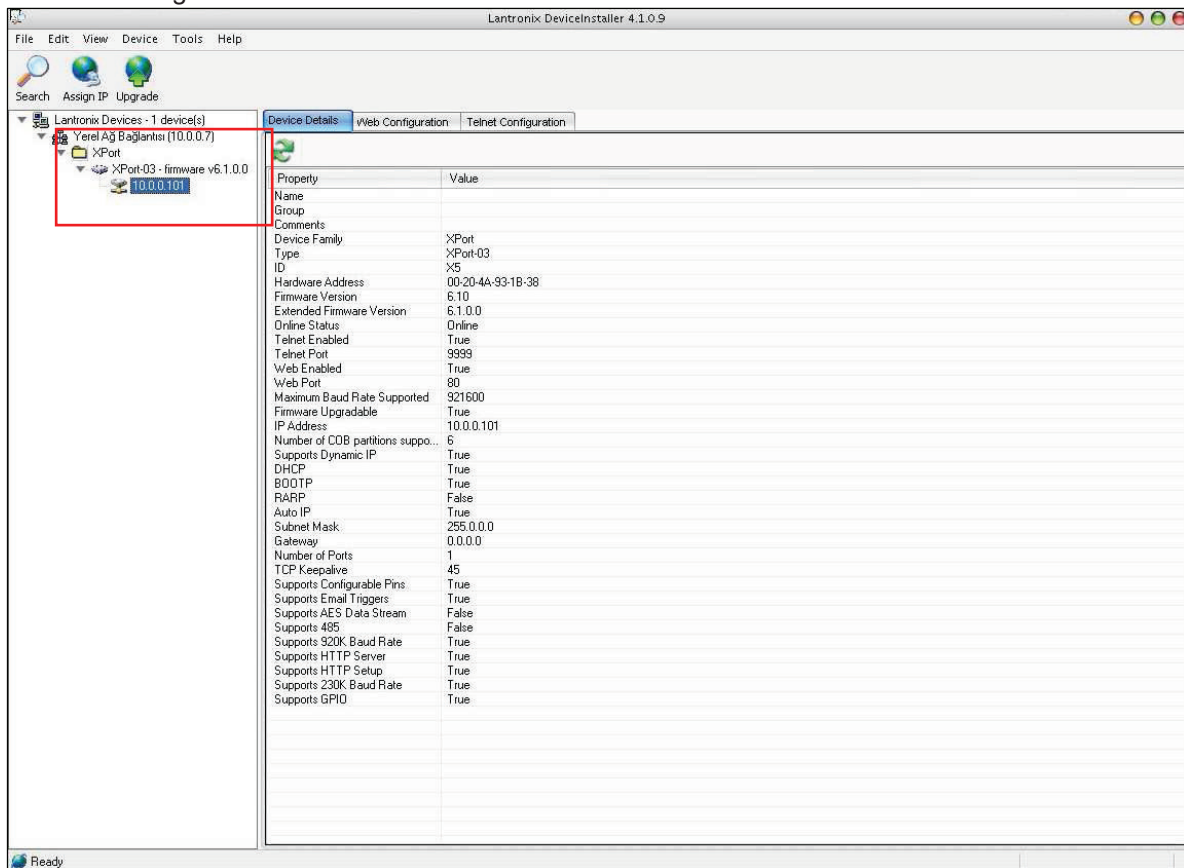 Lantronix DeviceInstaller 4.1.0.9
File Edit View Device Tools Help
Search Assign IP Upgrade
Lantronix Devices - 1 device(s)
Yerel Ağ Bağlantısı (10.0.0.7)
XPort
XPort-03 - firmware v6.1.0.0
10.0.0.101
Device Details Web Configuration Telnet Configuration
Property Value
Name
Group
Comments
Device Family XPort
Type XPort-03
ID X5
Hardware Address 00-20-4A-93-1B-38
Firmware Version 6.10
Extended Firmware Version 6.1.0.0
Online Status Online
Telnet Enabled True
Telnet Port 9999
Web Enabled True
Web Port 80
Maximum Baud Rate Supported 921600
Firmware Upgradable True
IP Address 10.0.0.101
Number of COB partitions suppo... 6
Supports Dynamic IP True
DHCP True
BOOTP True
RARP False
Auto IP True
Subnet Mask 255.0.0.0
Gateway 0.0.0.0
Number of Ports 1
TCP Keepalive 45
Supports Configurable Pins True
Supports Email Triggers True
Supports AES Data Stream False
Supports 485 False
Supports 920K Baud Rate True
Supports HTTP Server True
Supports HTTP Setup True
Supports 230K Baud Rate True
Supports GPIO True
Ready